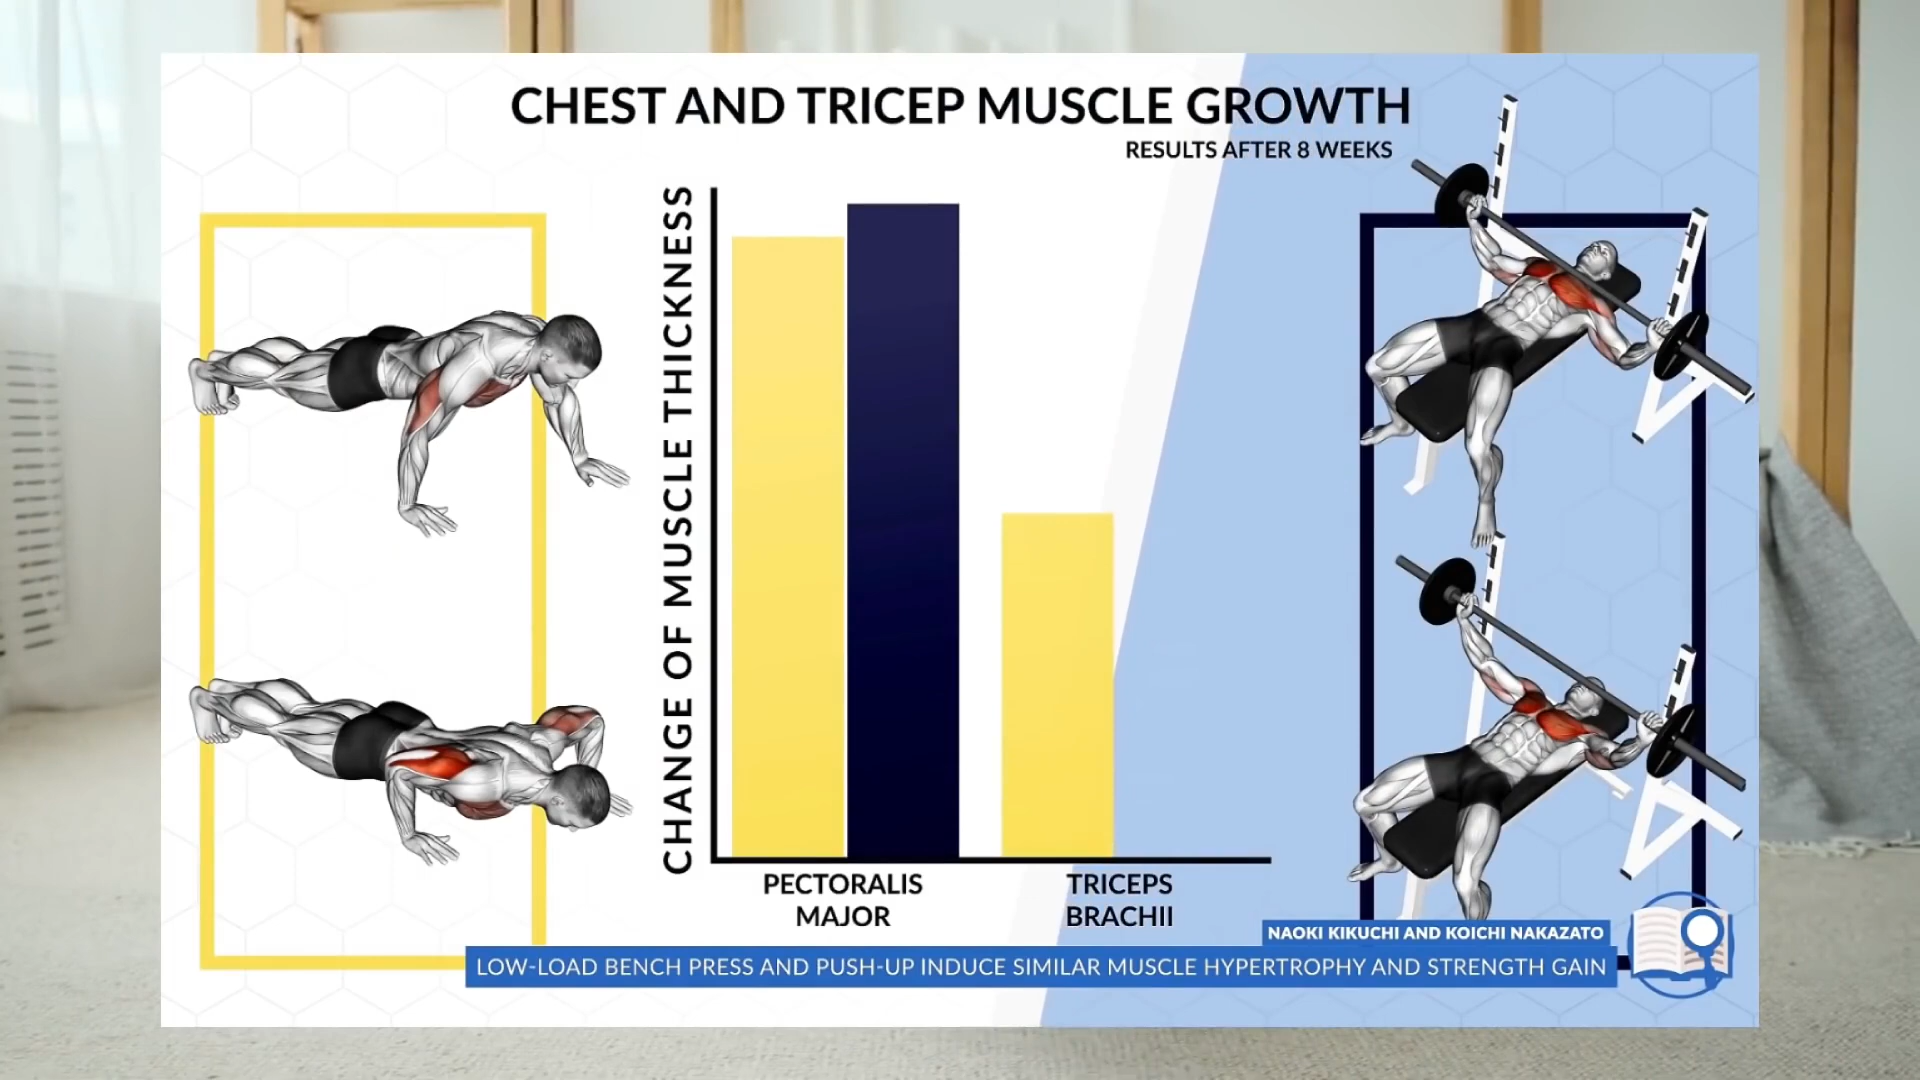 CHEST AND TRICEP MUSCLE GROWTH
RESULTS AFTER 8 WEEKS
CHANGE OF MUSCLE THICKNESS
PECTORALIS
MAJOR
TRICEPS
BRACHII
NAOKI KIKUCHI AND KOICHI NAKAZATO
LOW-LOAD BENCH PRESS AND PUSH-UP INDUCE SIMILAR MUSCLE HYPERTROPHY AND STRENGTH GAIN